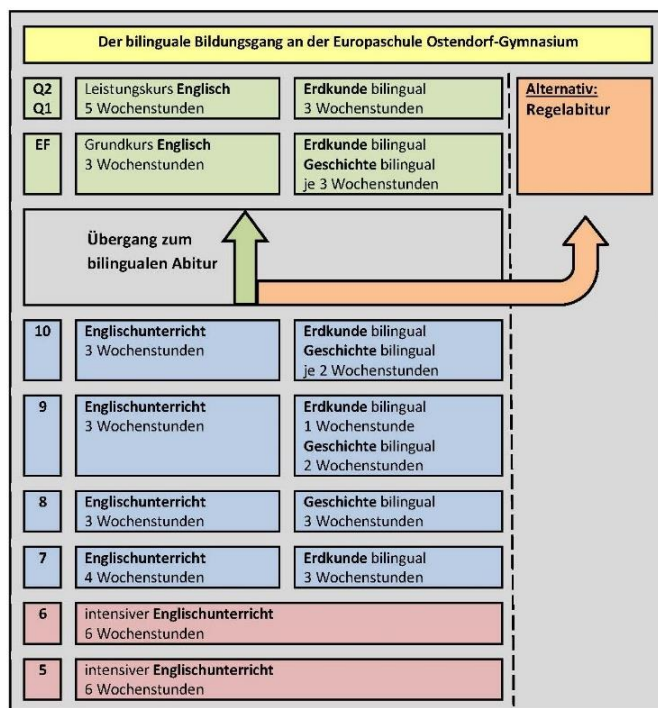 Der bilinguale Bildungsgang an der Europaschule Ostendorf-Gymnasium
Q2
Q1
Leistungskurs Englisch
5 Wochenstunden
Erdkunde bilingual
3 Wochenstunden
Alternativ:
Regelabitur
EF
Grundkurs Englisch
3 Wochenstunden
Erdkunde bilingual
Geschichte bilingual
je 3 Wochenstunden
Übergang zum
bilingualen Abitur
10
Englischunterricht
3 Wochenstunden
Erdkunde bilingual
Geschichte bilingual
je 2 Wochenstunden
9
Englischunterricht
3 Wochenstunden
Erdkunde bilingual
1 Wochenstunde
Geschichte bilingual
2 Wochenstunden
8
Englischunterricht
3 Wochenstunden
Geschichte bilingual
3 Wochenstunden
7
Englischunterricht
4 Wochenstunden
Erdkunde bilingual
3 Wochenstunden
6
intensiver Englischunterricht
6 Wochenstunden
5
intensiver Englischunterricht
6 Wochenstunden